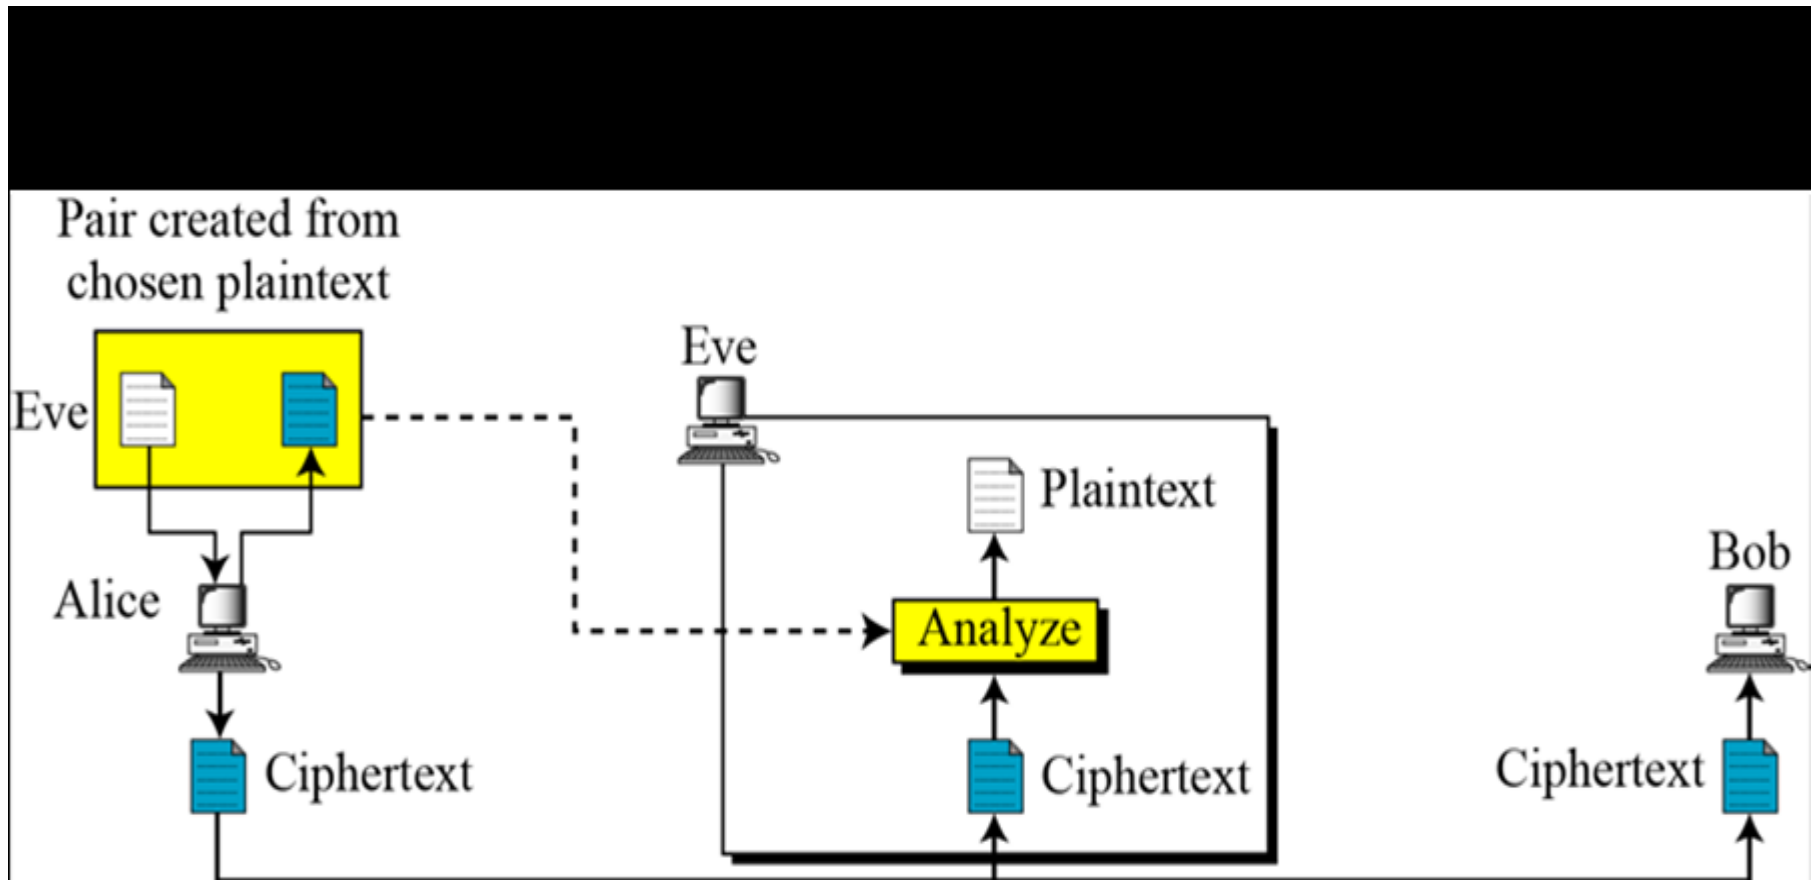 Pair created from
chosen plaintext
Eve
Eve
Plaintext
Bob
Alice
Analyze
Ciphertext
Ciphertext
Ciphertext